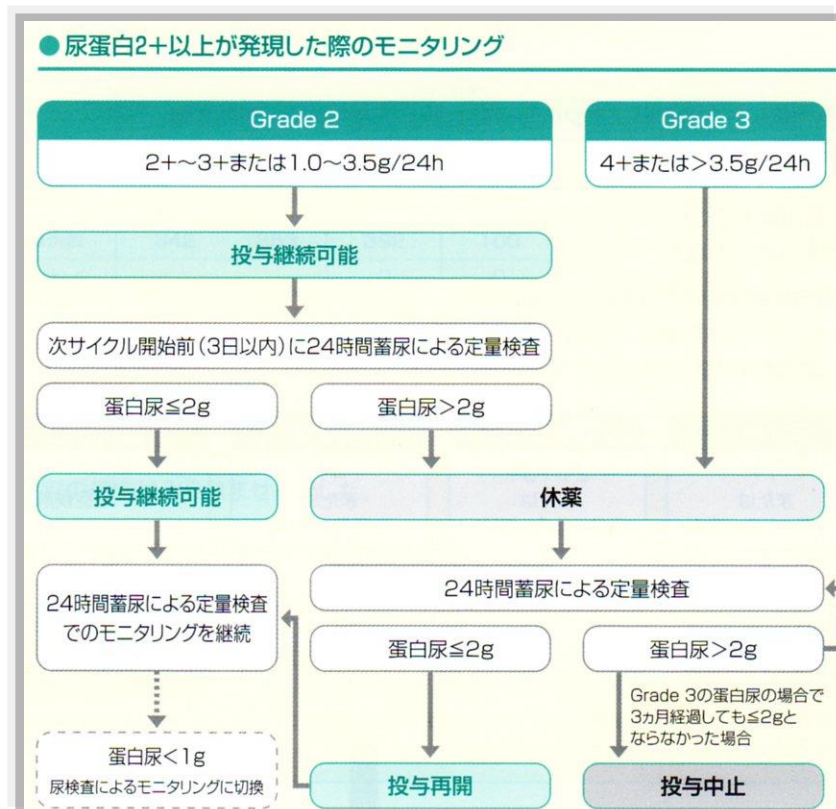 ●尿蛋白2+以上が発現した際のモニタリング
Grade 2
Grade 3
2+～3+または1.0～3.5g/24h
4+または>3.5g/24h
投与継続可能
次サイクル開始前(3日以内)に24時間蓄尿による定量検査
蛋白尿≦2g
蛋白尿>2g
投与継続可能
休薬
24時間蓄尿による定量検査
でのモニタリングを継続
24時間蓄尿による定量検査
蛋白尿≦2g
蛋白尿>2g
Grade 3の蛋白尿の場合で
3ヵ月経過しても≦2gと
ならなかった場合
蛋白尿<1g
尿検査によるモニタリングに切換
投与再開
投与中止